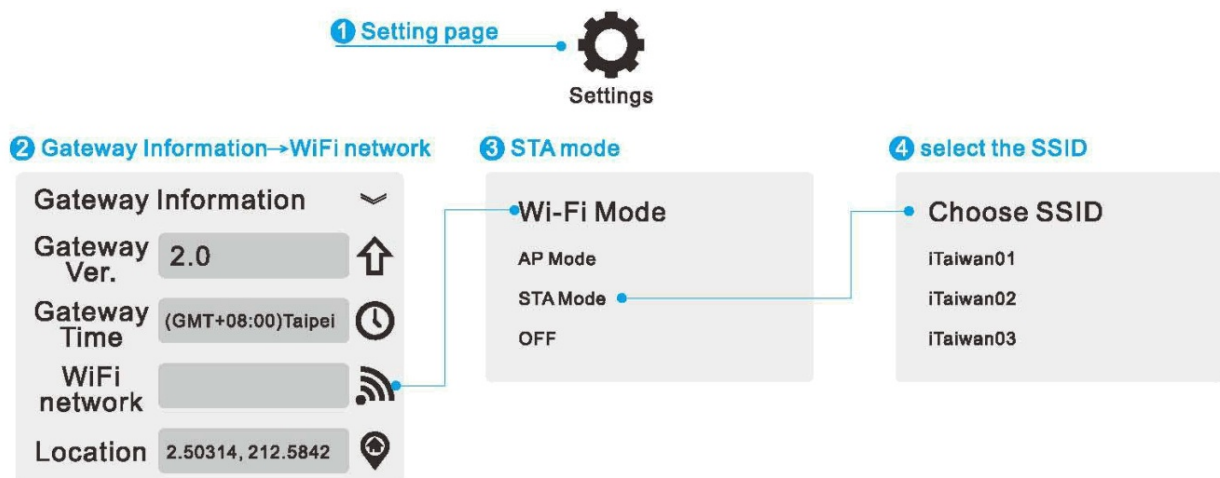 1 Setting page
Settings
2 Gateway Information→WiFi network
Gateway Information
Gateway Ver.
2.0
Gateway Time
(GMT+08:00)Taipei
WiFi network
Location
2.50314, 212.5842
3 STA mode
Wi-Fi Mode
AP Mode
STA Mode
OFF
4 select the SSID
Choose SSID
iTaiwan01
iTaiwan02
iTaiwan03